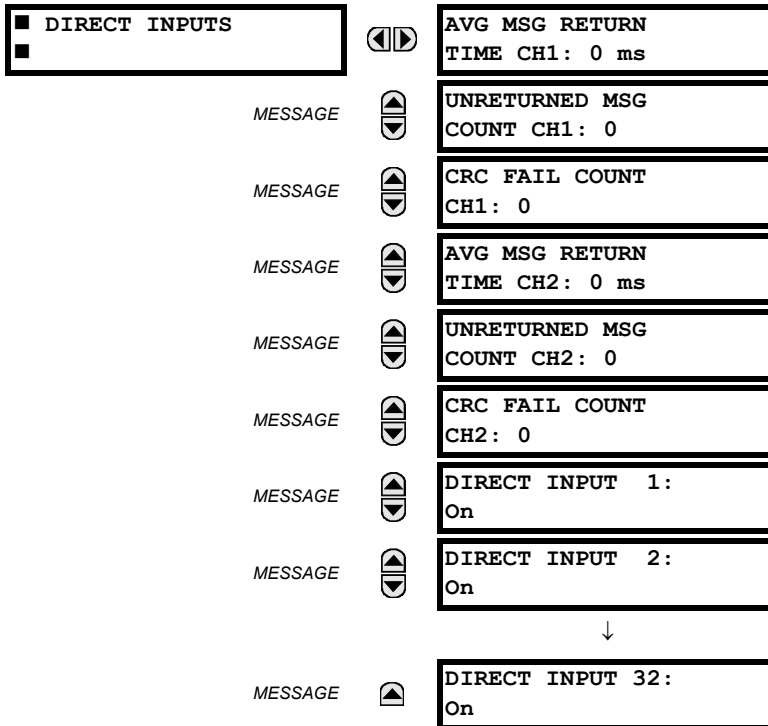 ■ DIRECT INPUTS
■
AVG MSG RETURN
TIME CH1: 0 ms
MESSAGE
UNRETURNED MSG
COUNT CH1: 0
MESSAGE
CRC FAIL COUNT
CH1: 0
MESSAGE
AVG MSG RETURN
TIME CH2: 0 ms
MESSAGE
UNRETURNED MSG
COUNT CH2: 0
MESSAGE
CRC FAIL COUNT
CH2: 0
MESSAGE
DIRECT INPUT  1:
On
MESSAGE
DIRECT INPUT  2:
On
↓
MESSAGE
DIRECT INPUT 32:
On